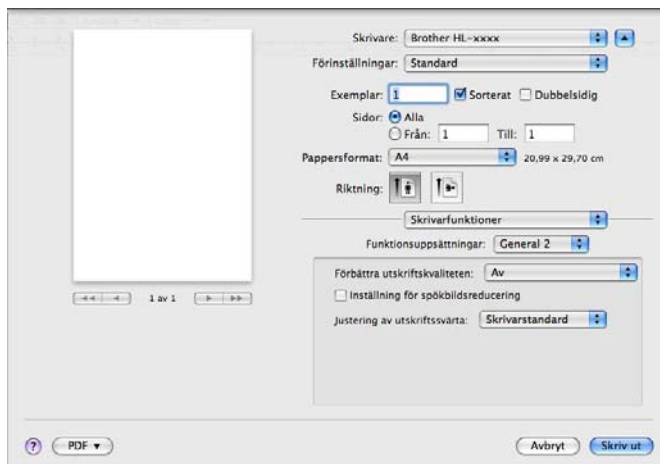 Skrivare: Brother HL-xxxx
Förinställningar: Standard
Exemplar: 1 Sorterat Dubbelsidig
Sidor: Alla
Från: 1 Till: 1
Pappersformat: A4 20,99 x 29,70 cm
Riktning:
Skrivarfunktioner
Funktionsuppsättningar: General 2
Förbättra utskriftskvaliteten: Av
Inställning för spökbildsreducering
Justering av utskriftssvärta: Skrivarstandard
1 av 1
? PDF Avbryt Skriv ut